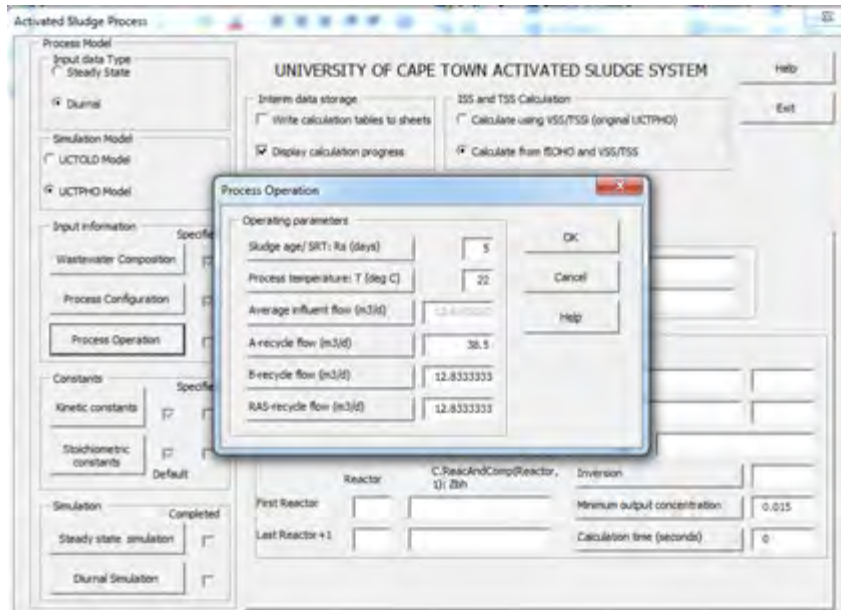 Activated Sludge Process
Process Model
Input data Type
Steady State
Diurnal
Simulation Model
UCTOLD Model
UCTPHO Model
Input information
Specifie
Wastewater Composition
Process Configuration
Process Operation
Constants
Specifie
Kinetic constants
Stoichiometric
constants
Default
Simulation
Completed
Steady state simulation
Diurnal Simulation
UNIVERSITY OF CAPE TOWN ACTIVATED SLUDGE SYSTEM
Interim data storage
Write calculation tables to sheets
Display calculation progress
ISS and TSS Calculation
Calculate using VSS/TSSi (original UCTPHO)
Calculate from fiOHO and VSS/TSS
Help
Exit
Process Operation
Operating parameters
Sludge age/ SRT: Rs (days) 5
Process temperature: T (deg C) 22
Average influent flow (m3/d)
A-recycle flow (m3/d) 38.5
B-recycle flow (m3/d) 12.8333333
RAS-recycle flow (m3/d) 12.8333333
OK
Cancel
Help
Reactor
C.ReacAndComp(Reactor,
1): Zbh
Inversion
First Reactor
Minimum output concentration 0.015
Last Reactor+1
Calculation time (seconds) 0